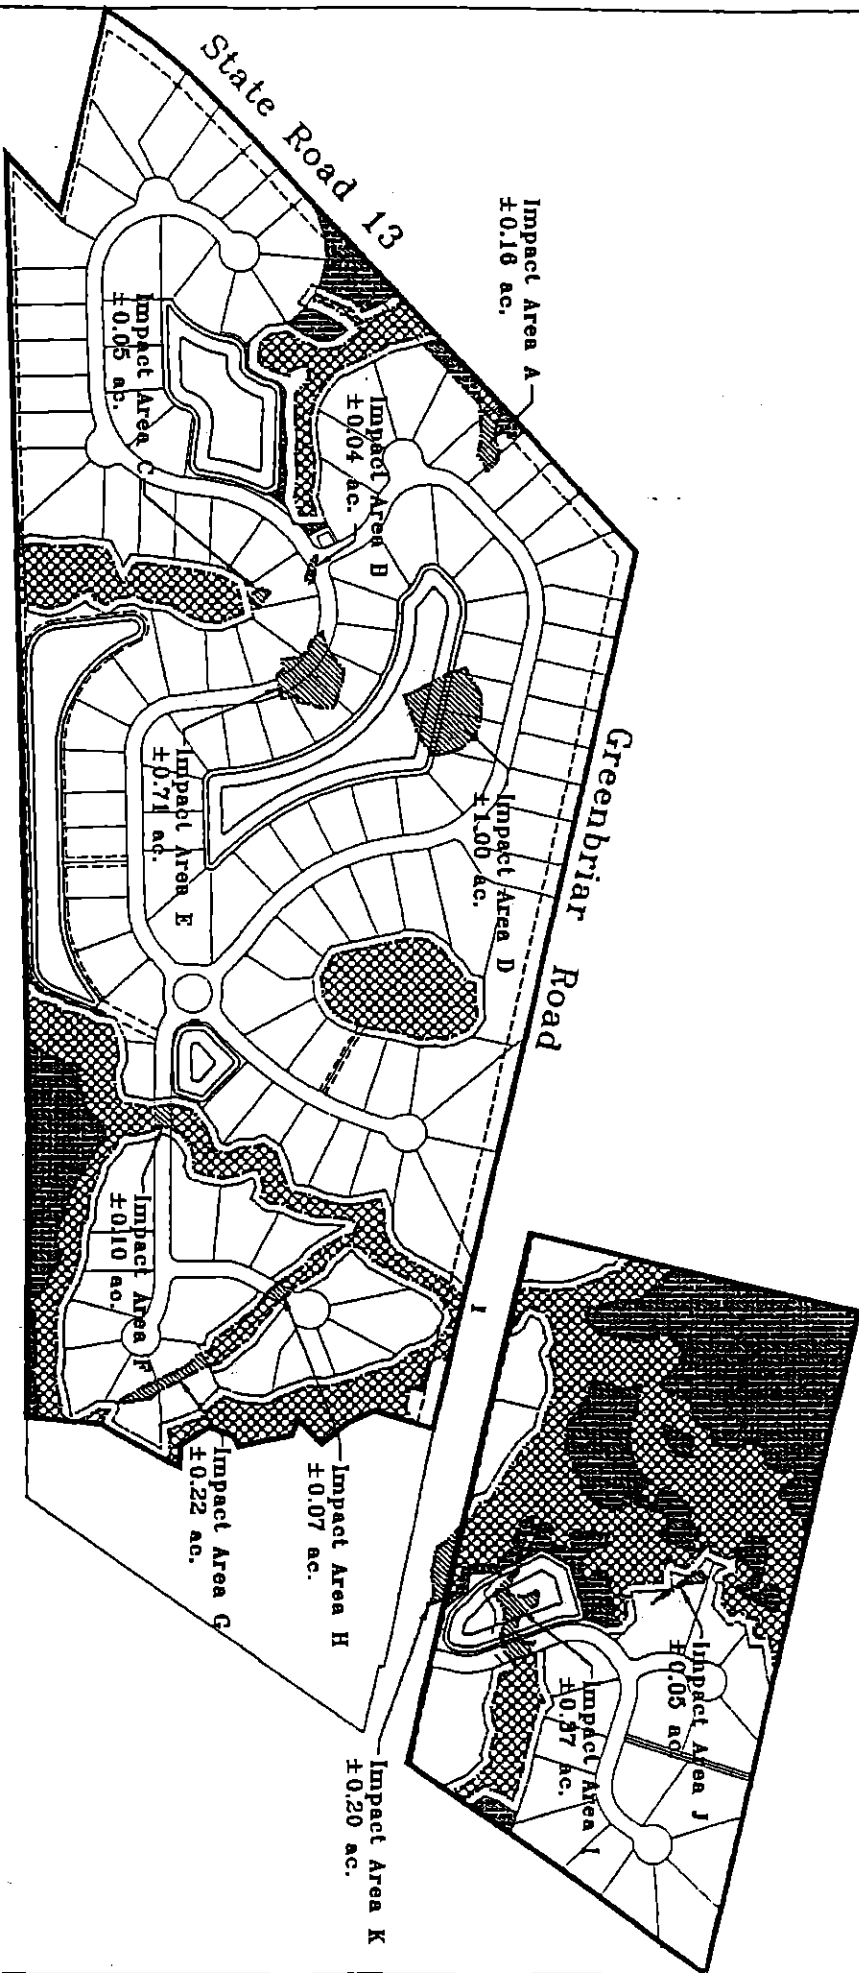 State Road 13
Impact Area A
±0.16 ac.
Impact Area B
±0.04 ac.
Impact Area C
±0.05 ac.
Greenbriar Road
Impact Area D
±1.00 ac.
Impact Area E
±0.71 ac.
Impact Area F
±0.10 ac.
Impact Area G
±0.22 ac.
Impact Area H
±0.07 ac.
Impact Area I
Impact Area J
±0.05 ac
Impact Area K
±0.20 ac.